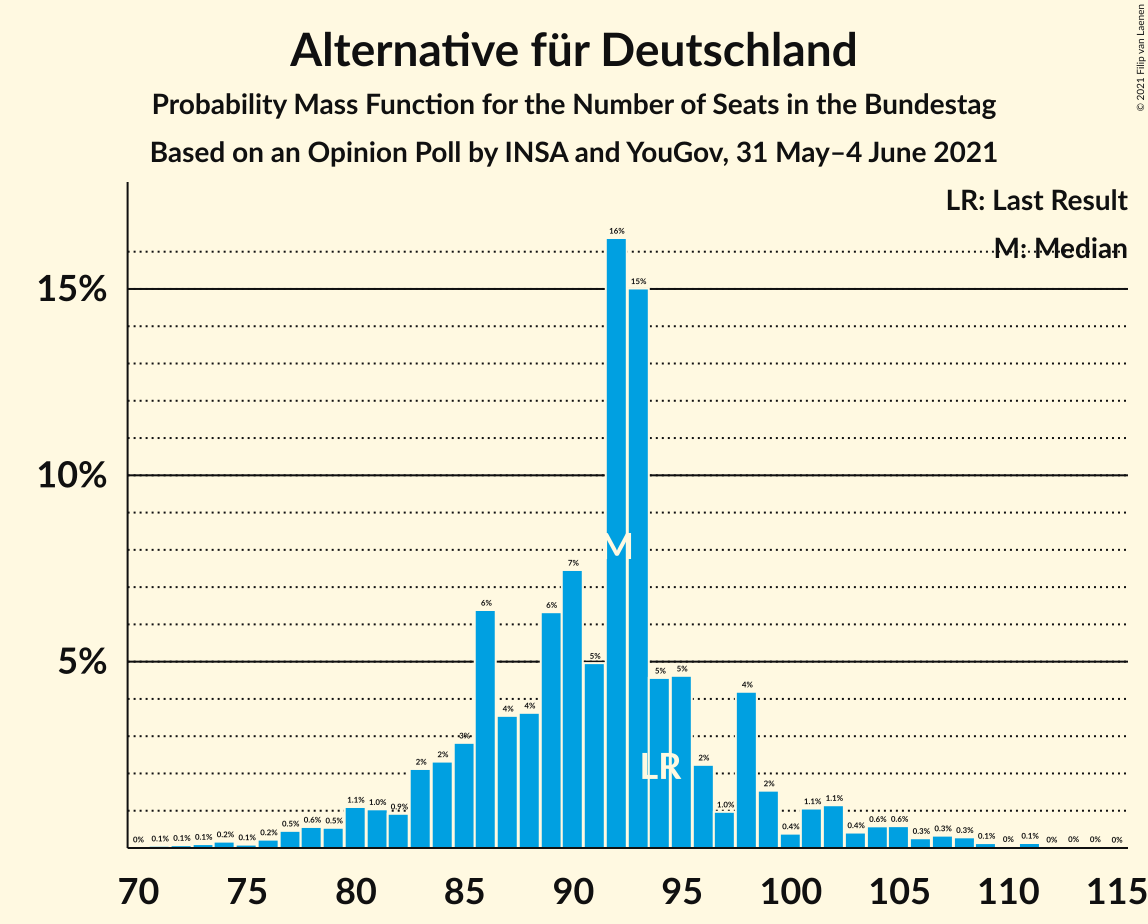 Alternative für Deutschland
Probability Mass Function for the Number of Seats in the Bundestag
Based on an Opinion Poll by INSA and YouGov, 31 May–4 June 2021
© 2021 Filip van Laenen
LR: Last Result
M: Median
15%
10%
5%
0% 0.1% 0.1% 0.1% 0.2% 0.1% 0.2% 0.5% 0.6% 0.5% 1.1% 1.0% 0.9% 2% 2% 3% 6% 4% 4% 6% 7% 5% 16% 15% 5% 5% 2% 1.0% 4% 2% 0.4% 1.1% 1.1% 0.4% 0.6% 0.6% 0.3% 0.3% 0.3% 0.1% 0% 0.1% 0% 0% 0% 0%
M
LR
70 75 80 85 90 95 100 105 110 115